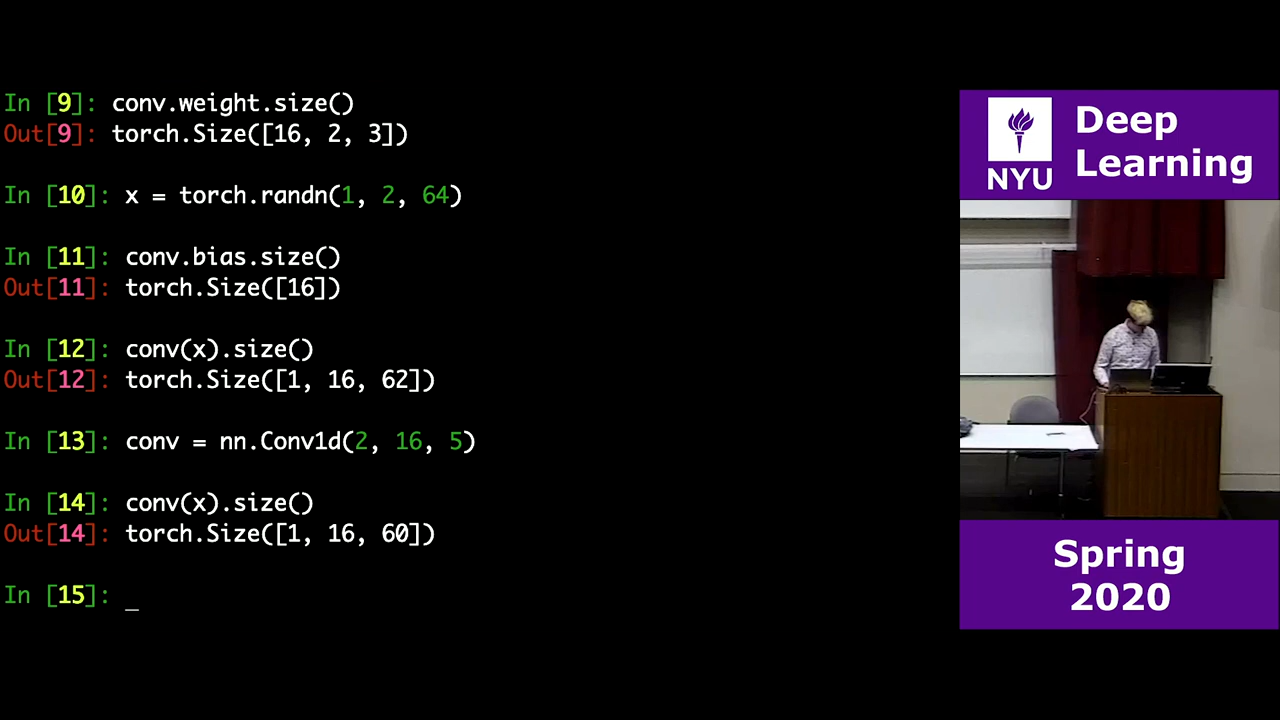 In [9]: conv.weight.size()
Out[9]: torch.Size([16, 2, 3])
In [10]: x = torch.randn(1, 2, 64)
In [11]: conv.bias.size()
Out[11]: torch.Size([16])
In [12]: conv(x).size()
Out[12]: torch.Size([1, 16, 62])
In [13]: conv = nn.Conv1d(2, 16, 5)
In [14]: conv(x).size()
Out[14]: torch.Size([1, 16, 60])
In [15]: _
NYU
Deep
Learning
Spring
2020